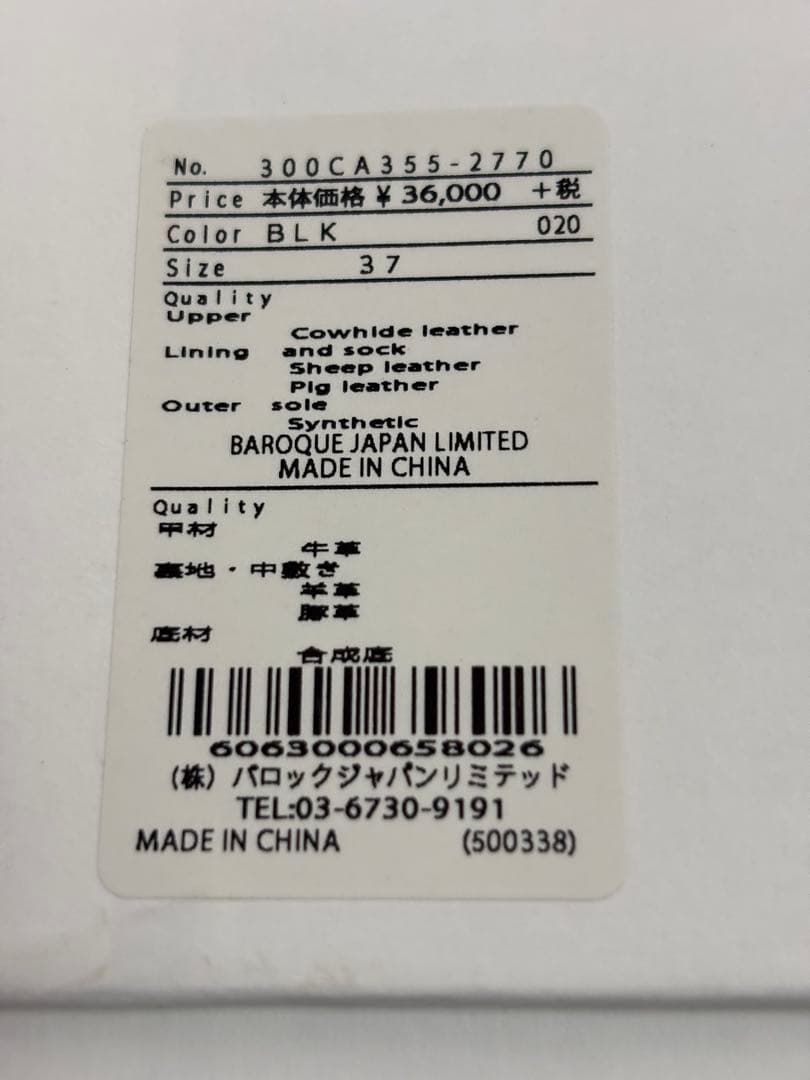 No. 300CA355-2770
Price 本体価格 ¥ 36,000 +税
Color BLK 020
Size 37
Quality
Upper
Cowhide leather
Lining and sock
Sheep leather
Pig leather
Outer sole
Synthetic
BAROQUE JAPAN LIMITED
MADE IN CHINA
Quality
甲材
牛革
裏地・中敷き
羊革
豚革
底材
合成底
6063000658026
(株) バロックジャパンリミテッド
TEL:03-6730-9191
MADE IN CHINA (500338)